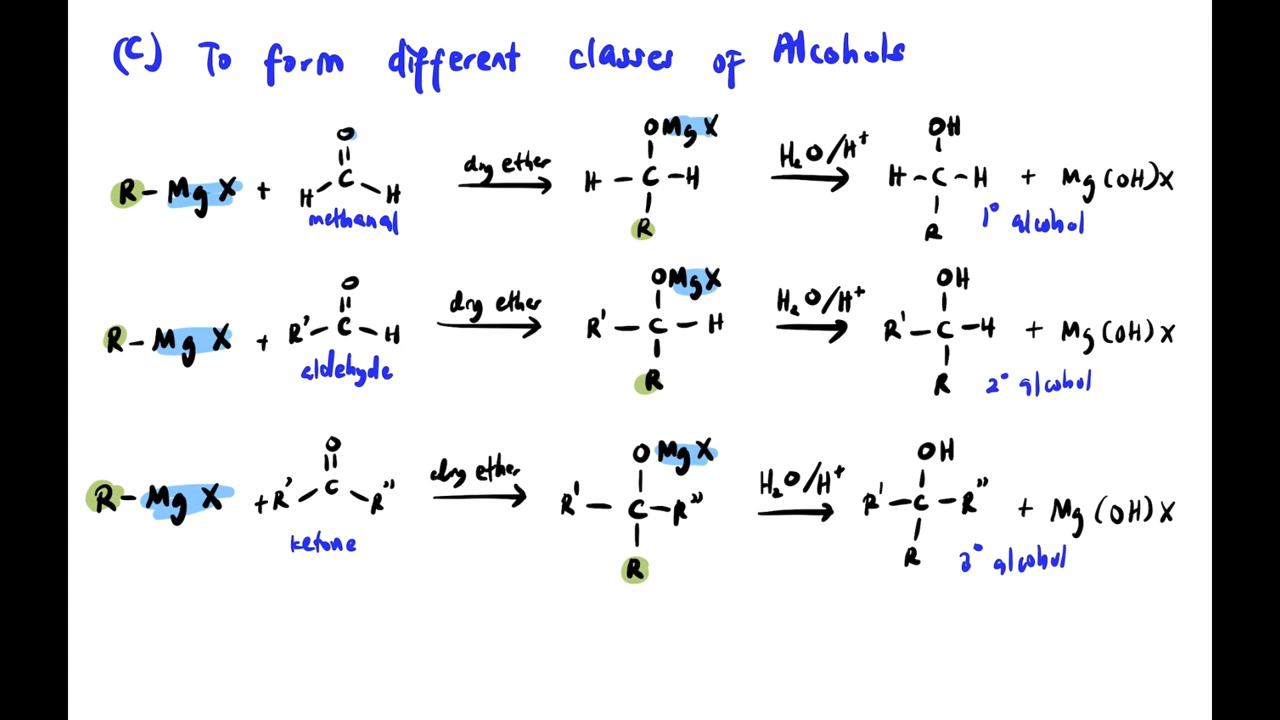 (C) To form different classes of Alcohols
O OMgX OH
R-MgX + H C H dry ether H-C-H H₂O/H⁺ H-C-H + Mg(OH)X
methanal R R 1° alcohol
O OMgX OH
R-MgX + R'-C-H dry ether R'-C-H H₂O/H⁺ R'-C-H + Mg(OH)X
aldehyde R R 2° alcohol
O OMgX OH
R-MgX + R' C R" dry ether R'-C-R" H₂O/H⁺ R'-C-R" + Mg(OH)X
ketone R R 3° alcohol